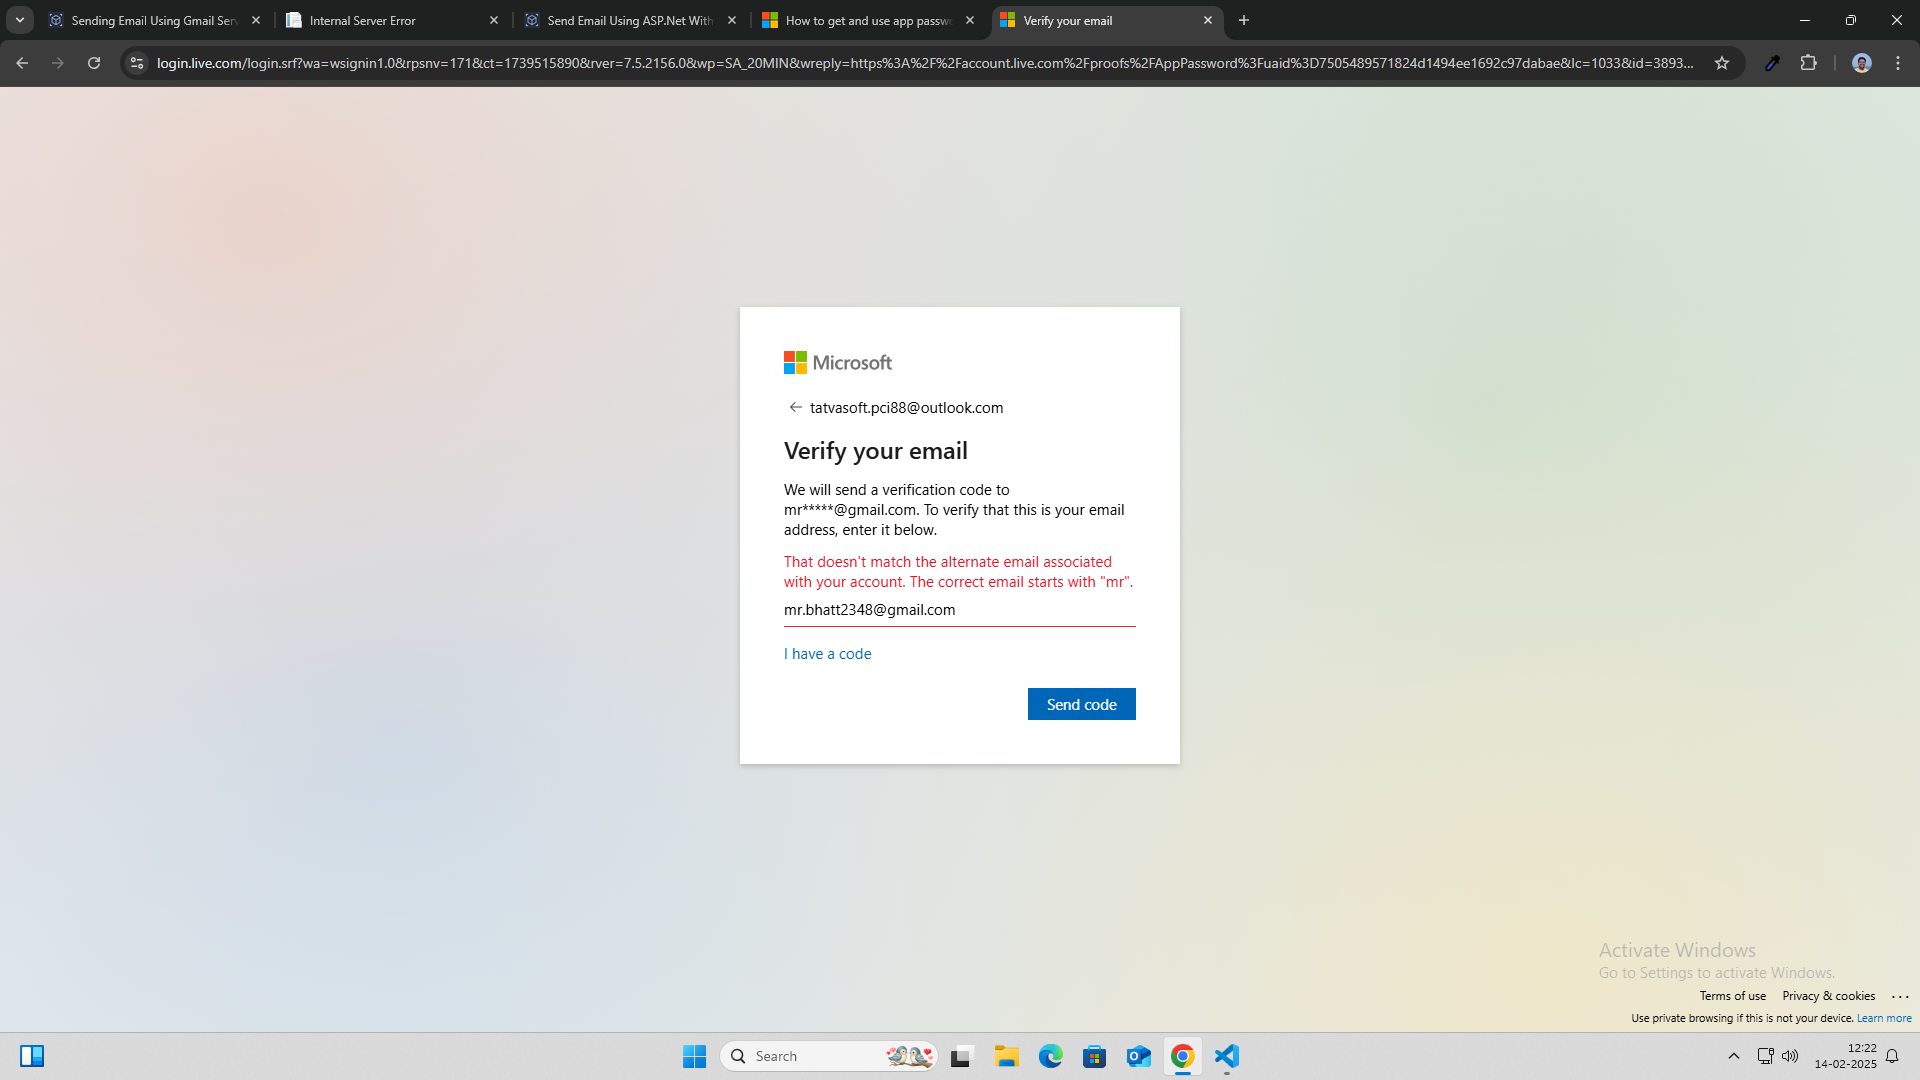 Sending Email Using Gmail Serv
Internal Server Error
Send Email Using ASP.Net With
How to get and use app passwo
Verify your email
login.live.com/login.srf?wa=wsignin1.0&rpsnv=171&ct=1739515890&rver=7.5.2156.0&wp=SA_20MIN&wreply=https%3A%2F%2Faccount.live.com%2Fproofs%2FAppPassword%3Fuaid%3D7505489571824d1494ee1692c97dabae&lc=1033&id=3893...
Microsoft
tatvasoft.pci88@outlook.com
Verify your email
We will send a verification code to
mr*****@gmail.com. To verify that this is your email
address, enter it below.
That doesn't match the alternate email associated
with your account. The correct email starts with "mr".
mr.bhatt2348@gmail.com
I have a code
Send code
Activate Windows
Go to Settings to activate Windows.
Terms of use Privacy & cookies ...
Use private browsing if this is not your device. Learn more
Search
12:22
14-02-2025